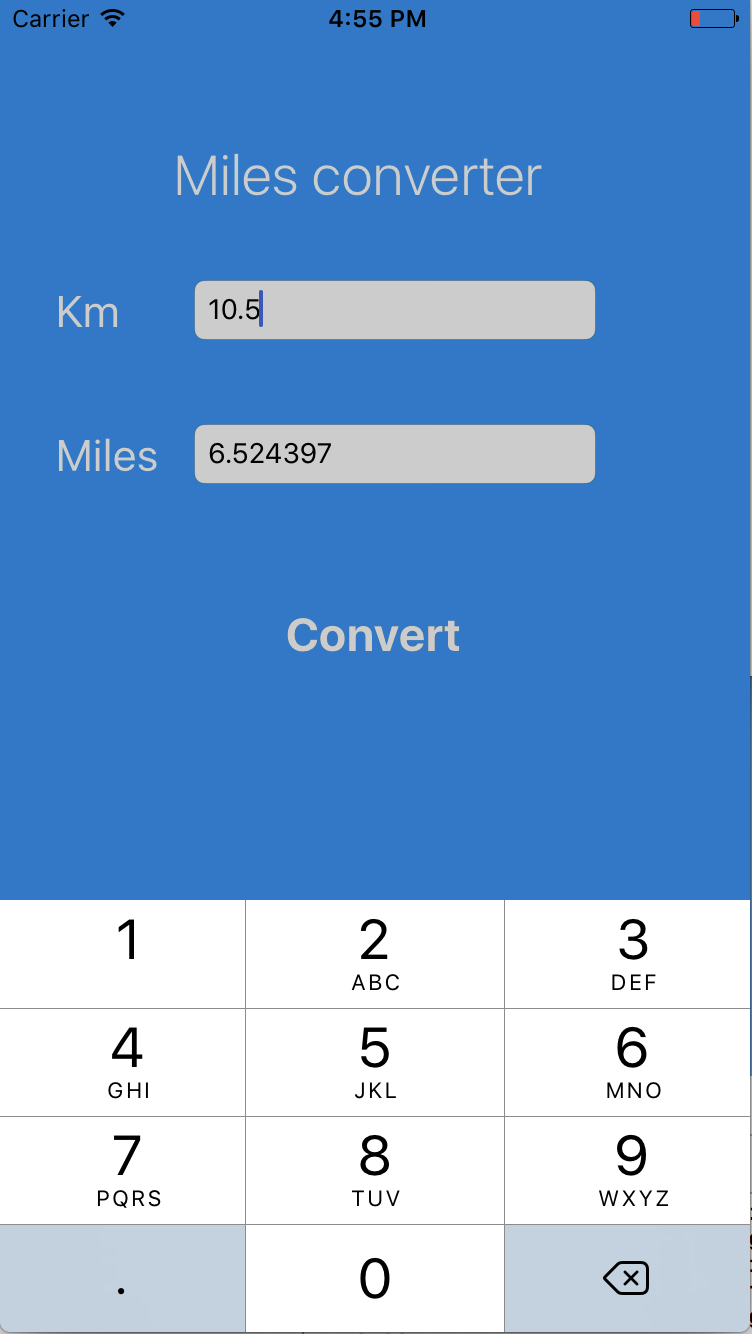 Carrier 4:55 PM
Miles converter
Km 10.5
Miles 6.524397
Convert
1 2 3
ABC DEF
4 5 6
GHI JKL MNO
7 8 9
PQRS TUV WXYZ
. 0